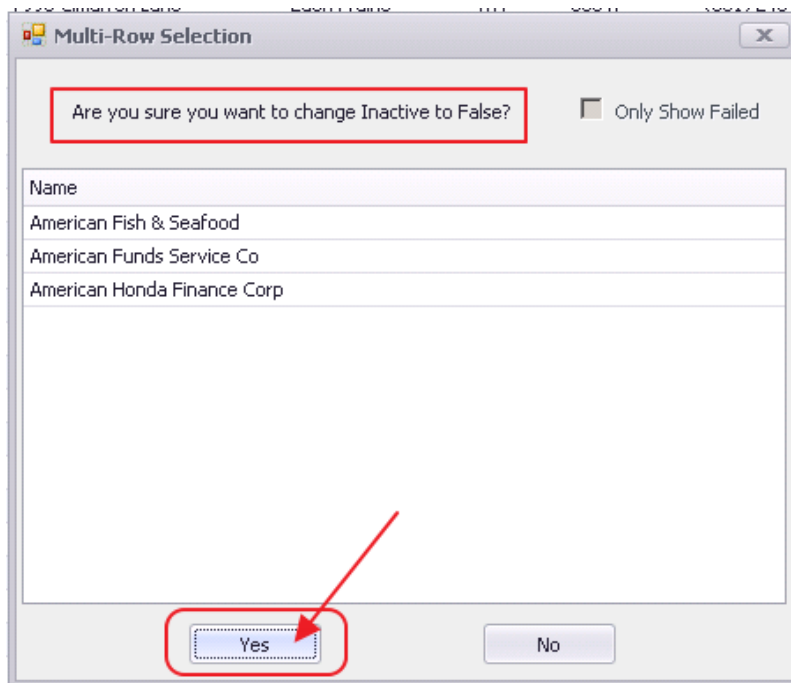 Multi-Row Selection
Are you sure you want to change Inactive to False?
Only Show Failed
Name
American Fish & Seafood
American Funds Service Co
American Honda Finance Corp
Yes
No